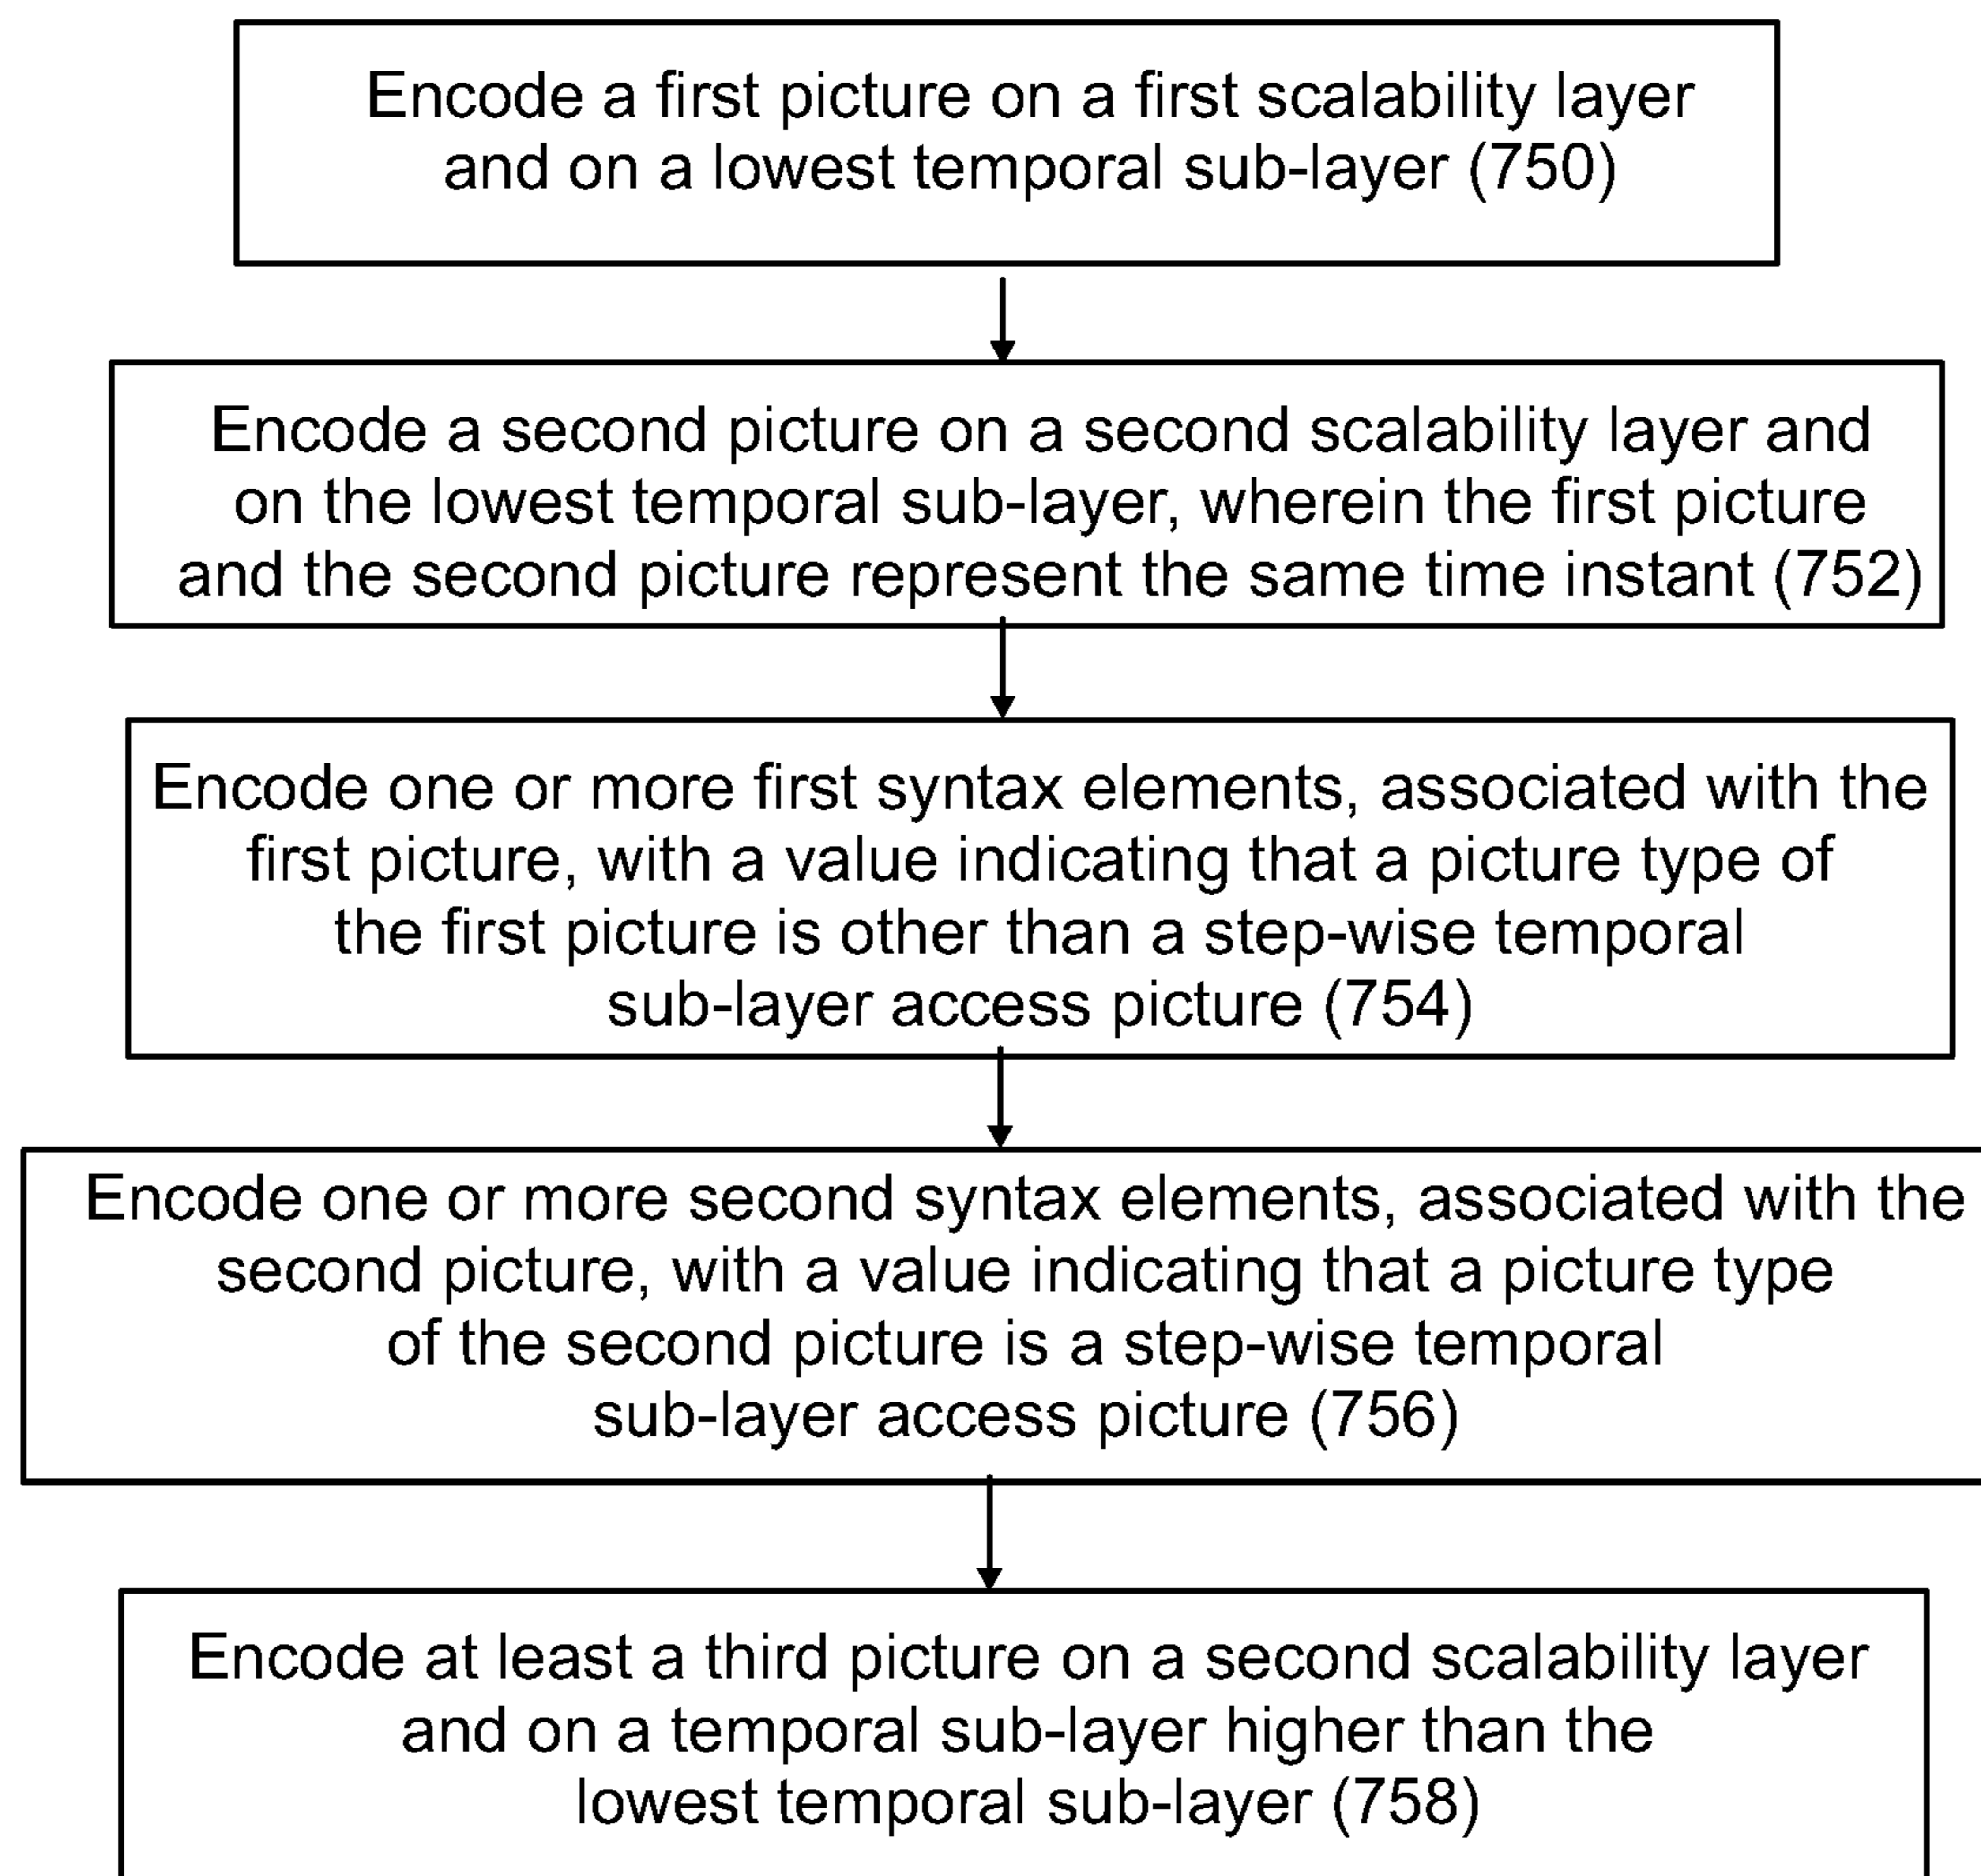 Encode a first picture on a first scalability layer
and on a lowest temporal sub-layer (750)
Encode a second picture on a second scalability layer and
on the lowest temporal sub-layer, wherein the first picture
and the second picture represent the same time instant (752)
Encode one or more first syntax elements, associated with the
first picture, with a value indicating that a picture type of
the first picture is other than a step-wise temporal
sub-layer access picture (754)
Encode one or more second syntax elements, associated with the
second picture, with a value indicating that a picture type
of the second picture is a step-wise temporal
sub-layer access picture (756)
Encode at least a third picture on a second scalability layer
and on a temporal sub-layer higher than the
lowest temporal sub-layer (758)